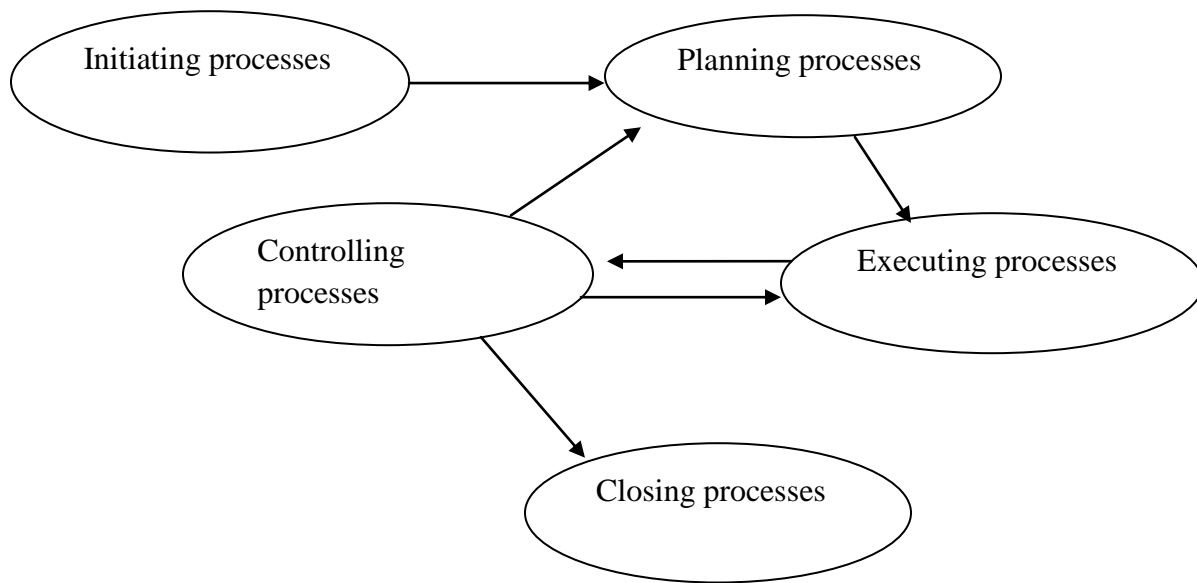 Initiating processes
Planning processes
Controlling
processes
Executing processes
Closing processes